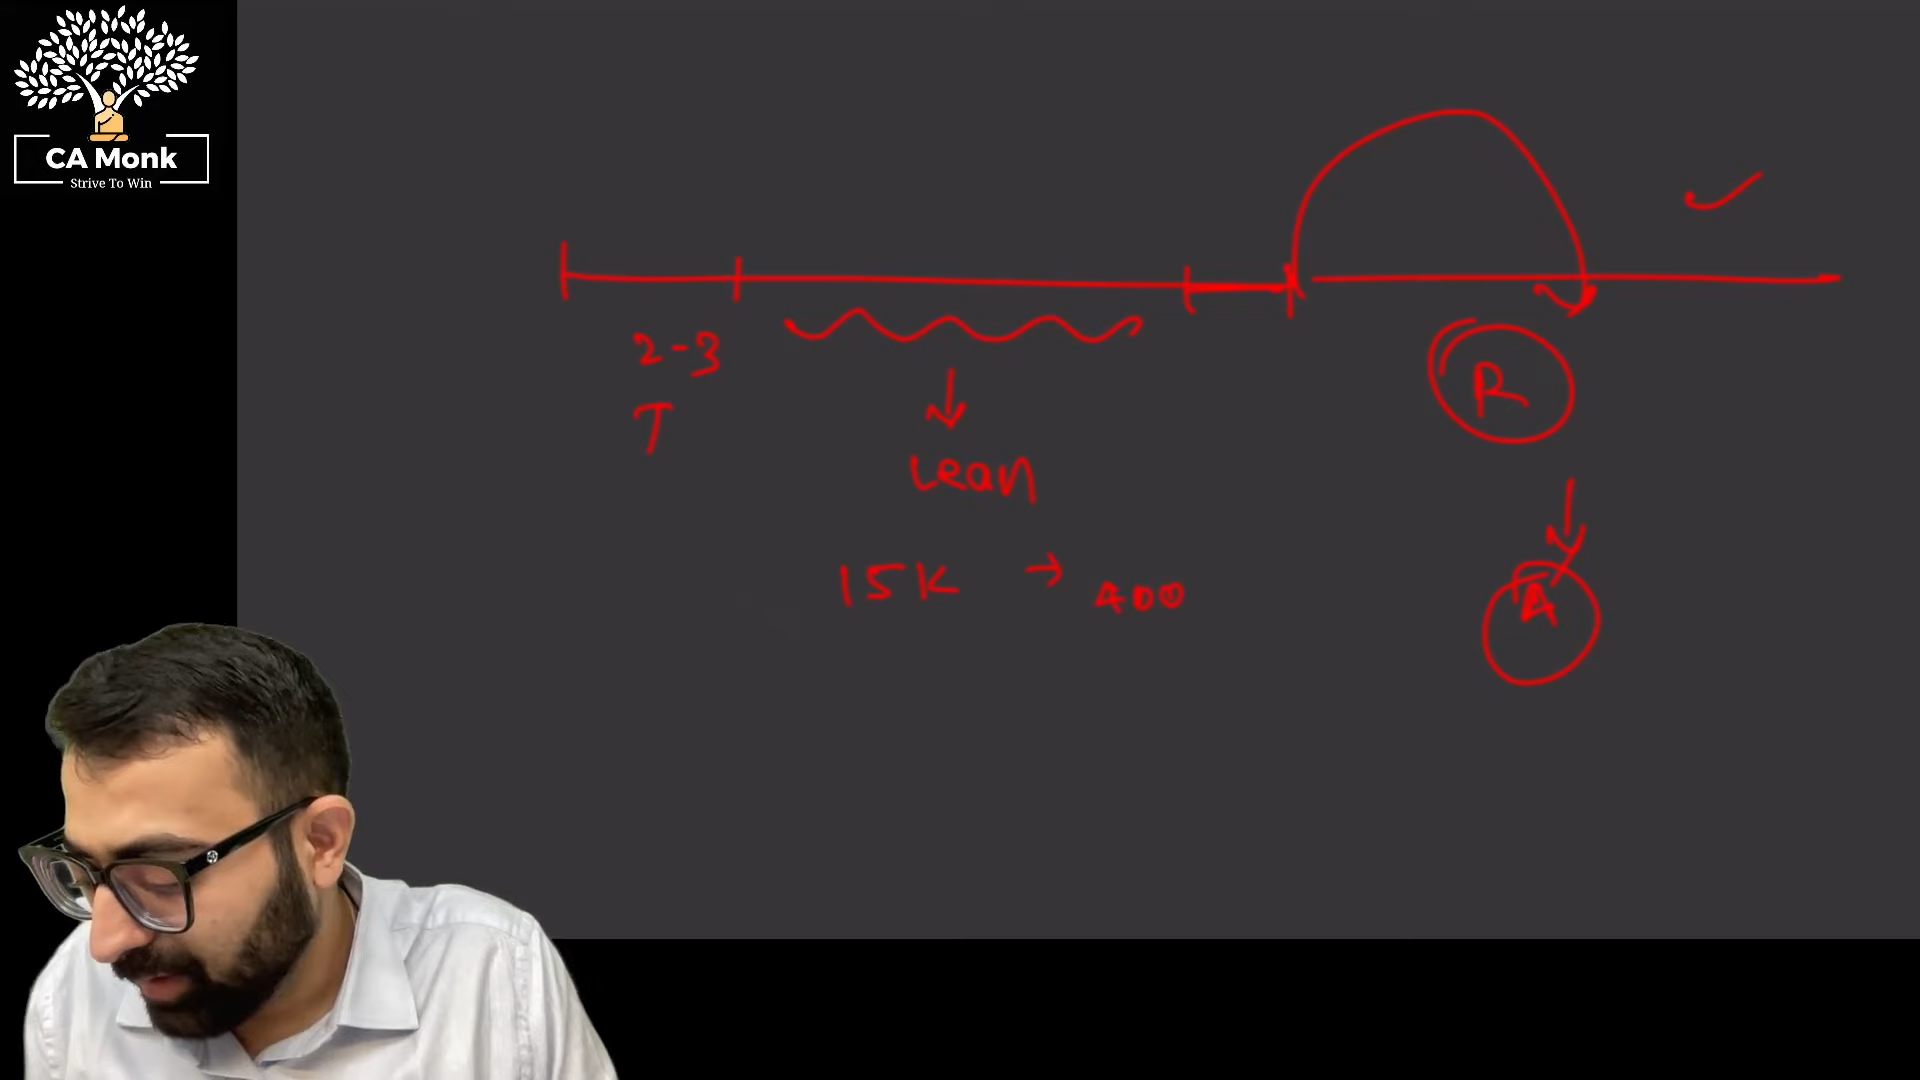 CA Monk
Strive To Win
2-3
T
Lean
15K → 400
R
A